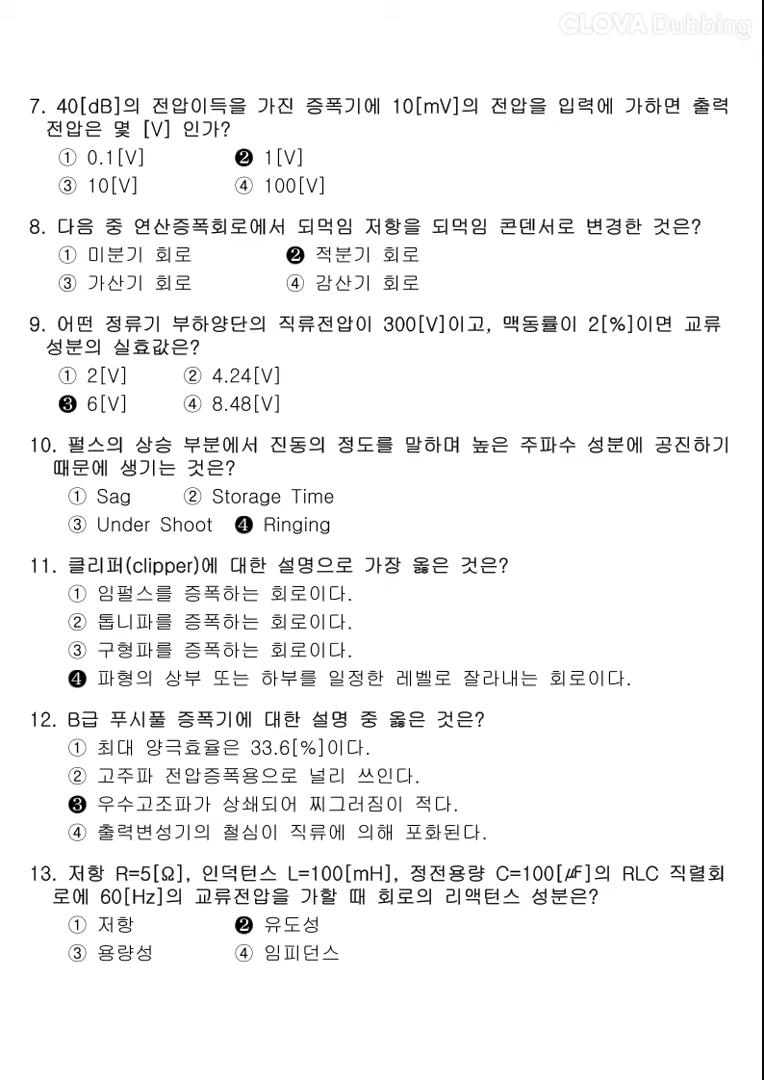 CLOVA Dubbing
7. 40[dB]의 전압이득을 가진 증폭기에 10[mV]의 전압을 입력에 가하면 출력
전압은 몇 [V] 인가?
① 0.1[V] ❷ 1[V]
③ 10[V] ④ 100[V]
8. 다음 중 연산증폭회로에서 되먹임 저항을 되먹임 콘덴서로 변경한 것은?
① 미분기 회로 ❷ 적분기 회로
③ 가산기 회로 ④ 감산기 회로
9. 어떤 정류기 부하양단의 직류전압이 300[V]이고, 맥동률이 2[%]이면 교류
성분의 실효값은?
① 2[V] ② 4.24[V]
❸ 6[V] ④ 8.48[V]
10. 펄스의 상승 부분에서 진동의 정도를 말하며 높은 주파수 성분에 공진하기
때문에 생기는 것은?
① Sag ② Storage Time
③ Under Shoot ❹ Ringing
11. 클리퍼(clipper)에 대한 설명으로 가장 옳은 것은?
① 임펄스를 증폭하는 회로이다.
② 톱니파를 증폭하는 회로이다.
③ 구형파를 증폭하는 회로이다.
❹ 파형의 상부 또는 하부를 일정한 레벨로 잘라내는 회로이다.
12. B급 푸시풀 증폭기에 대한 설명 중 옳은 것은?
① 최대 양극효율은 33.6[%]이다.
② 고주파 전압증폭용으로 널리 쓰인다.
❸ 우수고조파가 상쇄되어 찌그러짐이 적다.
④ 출력변성기의 철심이 직류에 의해 포화된다.
13. 저항 R=5[Ω], 인덕턴스 L=100[mH], 정전용량 C=100[㎌]의 RLC 직렬회
로에 60[Hz]의 교류전압을 가할 때 회로의 리액턴스 성분은?
① 저항 ❷ 유도성
③ 용량성 ④ 임피던스